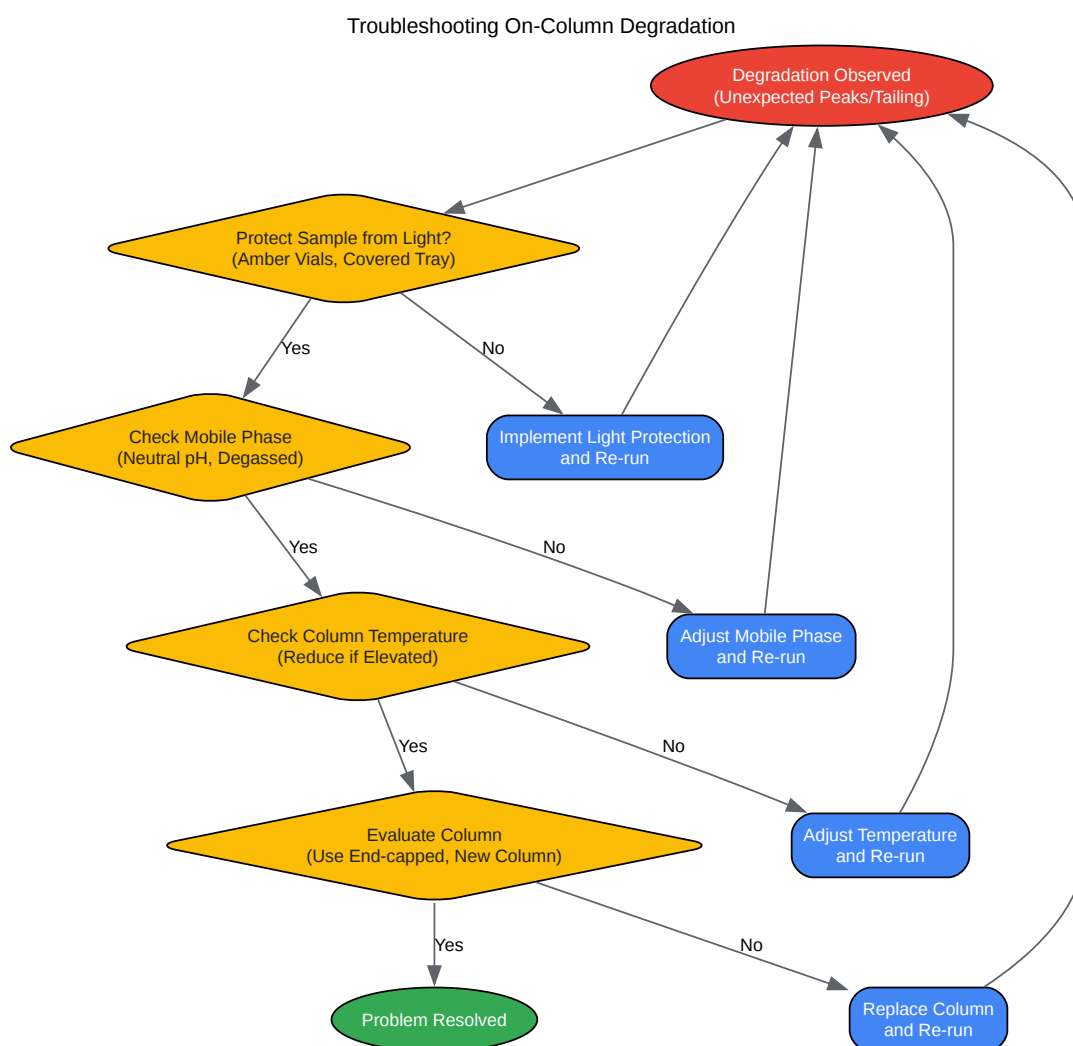 Troubleshooting On-Column Degradation
Degradation Observed
(Unexpected Peaks/Tailing)
Protect Sample from Light?
(Amber Vials, Covered Tray)
Yes
No
Check Mobile Phase
(Neutral pH, Degassed)
Implement Light Protection
and Re-run
Yes
No
Check Column Temperature
(Reduce if Elevated)
Adjust Mobile Phase
and Re-run
Yes
No
Evaluate Column
(Use End-capped, New Column)
Adjust Temperature
and Re-run
Yes
No
Problem Resolved
Replace Column
and Re-run